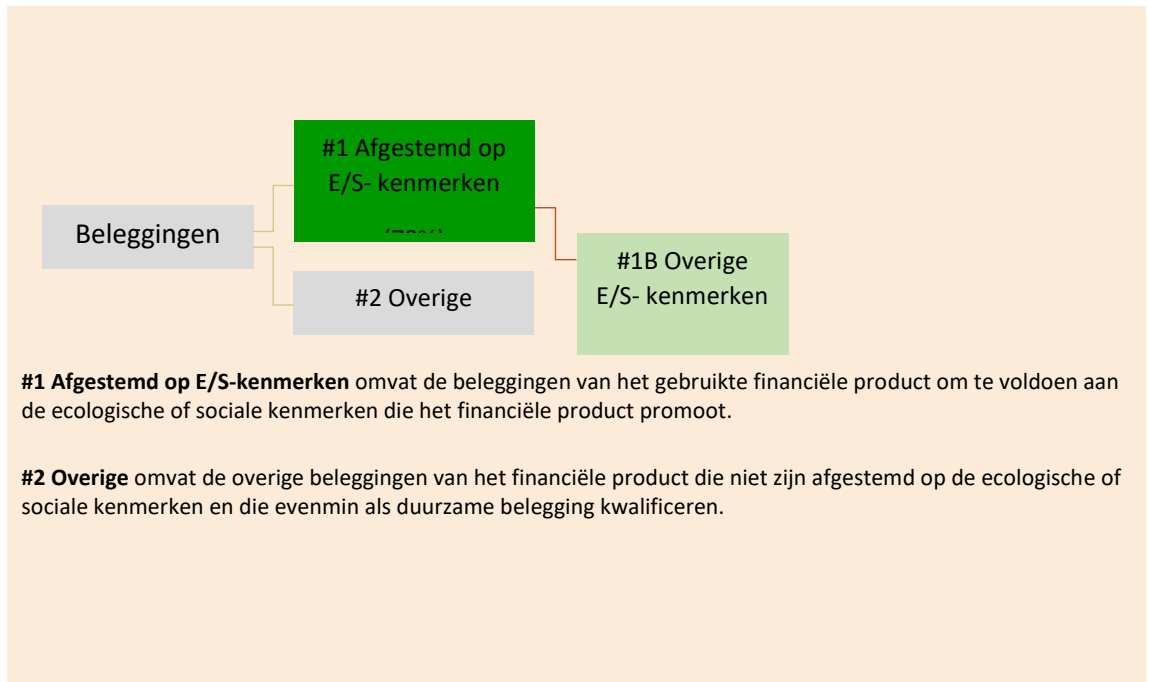 #1 Afgestemd op
E/S- kenmerken
Beleggingen
#2 Overige
#1B Overige
E/S- kenmerken
#1 Afgestemd op E/S-kenmerken omvat de beleggingen van het gebruikte financiële product om te voldoen aan
de ecologische of sociale kenmerken die het financiële product promoot.
#2 Overige omvat de overige beleggingen van het financiële product die niet zijn afgestemd op de ecologische of
sociale kenmerken en die evenmin als duurzame belegging kwalificeren.